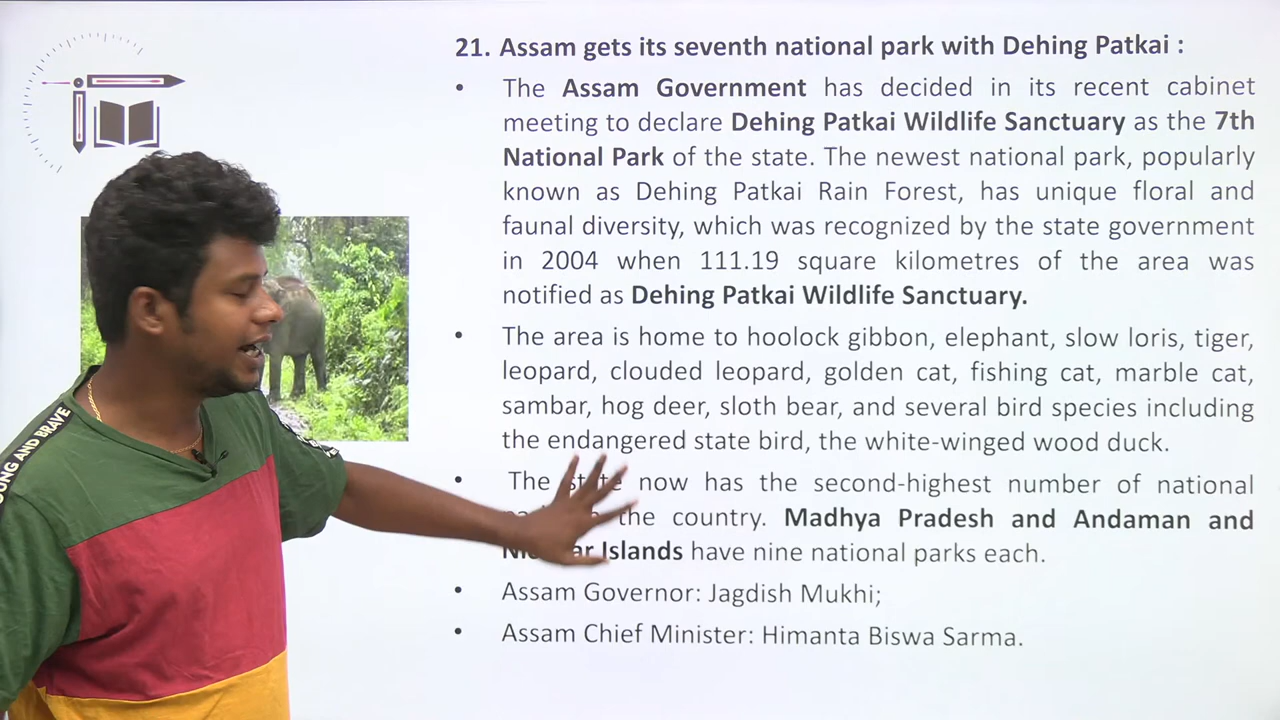 21. Assam gets its seventh national park with Dehing Patkai :
• The Assam Government has decided in its recent cabinet
meeting to declare Dehing Patkai Wildlife Sanctuary as the 7th
National Park of the state. The newest national park, popularly
known as Dehing Patkai Rain Forest, has unique floral and
faunal diversity, which was recognized by the state government
in 2004 when 111.19 square kilometres of the area was
notified as Dehing Patkai Wildlife Sanctuary.
• The area is home to hoolock gibbon, elephant, slow loris, tiger,
leopard, clouded leopard, golden cat, fishing cat, marble cat,
sambar, hog deer, sloth bear, and several bird species including
the endangered state bird, the white-winged wood duck.
• The state now has the second-highest number of national
the country. Madhya Pradesh and Andaman and
Islands have nine national parks each.
• Assam Governor: Jagdish Mukhi;
• Assam Chief Minister: Himanta Biswa Sarma.
AND BRAVE